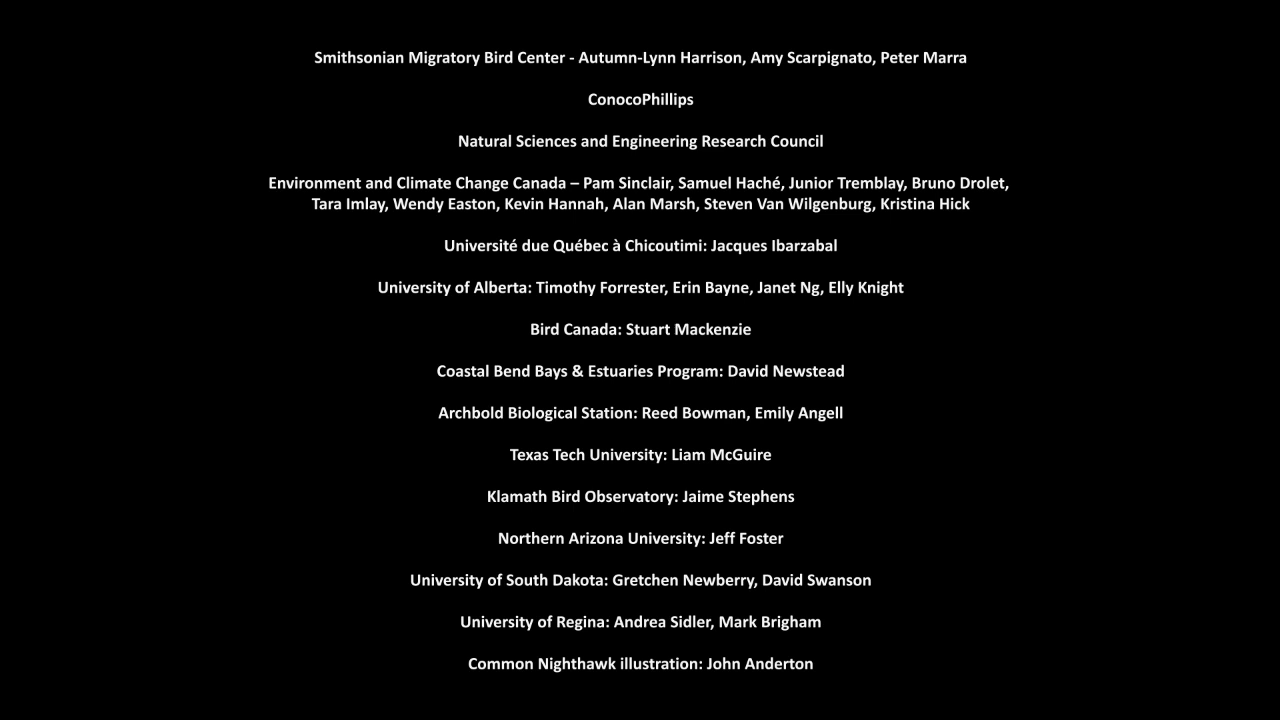 Smithsonian Migratory Bird Center - Autumn-Lynn Harrison, Amy Scarpignato, Peter Marra
ConocoPhillips
Natural Sciences and Engineering Research Council
Environment and Climate Change Canada – Pam Sinclair, Samuel Haché, Junior Tremblay, Bruno Drolet,
Tara Imlay, Wendy Easton, Kevin Hannah, Alan Marsh, Steven Van Wilgenburg, Kristina Hick
Université due Québec à Chicoutimi: Jacques Ibarzabal
University of Alberta: Timothy Forrester, Erin Bayne, Janet Ng, Elly Knight
Bird Canada: Stuart Mackenzie
Coastal Bend Bays & Estuaries Program: David Newstead
Archbold Biological Station: Reed Bowman, Emily Angell
Texas Tech University: Liam McGuire
Klamath Bird Observatory: Jaime Stephens
Northern Arizona University: Jeff Foster
University of South Dakota: Gretchen Newberry, David Swanson
University of Regina: Andrea Sidler, Mark Brigham
Common Nighthawk illustration: John Anderton